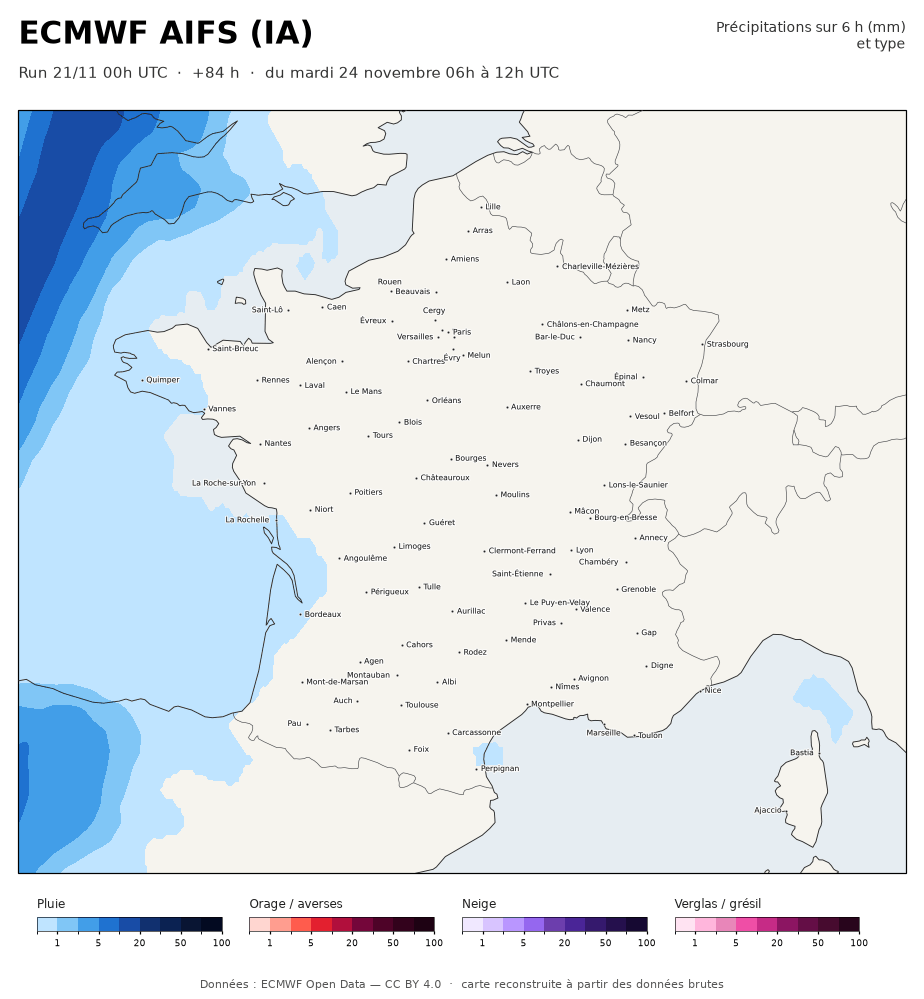 ECMWF AIFS (IA)
Précipitations sur 6 h (mm)
et type
Run 21/11 00h UTC · +84 h · du mardi 24 novembre 06h à 12h UTC
Lille
Arras
Amiens
Charleville-Mézières
Rouen
Beauvais
Laon
Saint-Lô
Caen
Cergy
Metz
Évreux
Châlons-en-Champagne
Versailles
Paris
Bar-le-Duc
Nancy
Strasbourg
Saint-Brieuc
Alençon
Chartres
Évry
Melun
Quimper
Rennes
Laval
Le Mans
Troyes
Chaumont
Épinal
Colmar
Orléans
Auxerre
Vannes
Angers
Blois
Tours
Vesoul
Belfort
Nantes
Dijon
Besançon
Bourges
Nevers
La Roche-sur-Yon
Châteauroux
Lons-le-Saunier
Poitiers
Moulins
Niort
Mâcon
Bourg-en-Bresse
La Rochelle
Guéret
Annecy
Limoges
Clermont-Ferrand
Lyon
Angoulême
Chambéry
Saint-Étienne
Périgueux
Tulle
Grenoble
Bordeaux
Aurillac
Le Puy-en-Velay
Valence
Privas
Gap
Cahors
Mende
Rodez
Agen
Digne
Montauban
Mont-de-Marsan
Albi
Avignon
Nîmes
Nice
Auch
Toulouse
Montpellier
Pau
Tarbes
Carcassonne
Marseille
Toulon
Foix
Bastia
Perpignan
Ajaccio
Pluie
Orage / averses
Neige
Verglas / grésil
1 5 20 50 100
1 5 20 50 100
1 5 20 50 100
1 5 20 50 100
Données : ECMWF Open Data — CC BY 4.0 · carte reconstruite à partir des données brutes